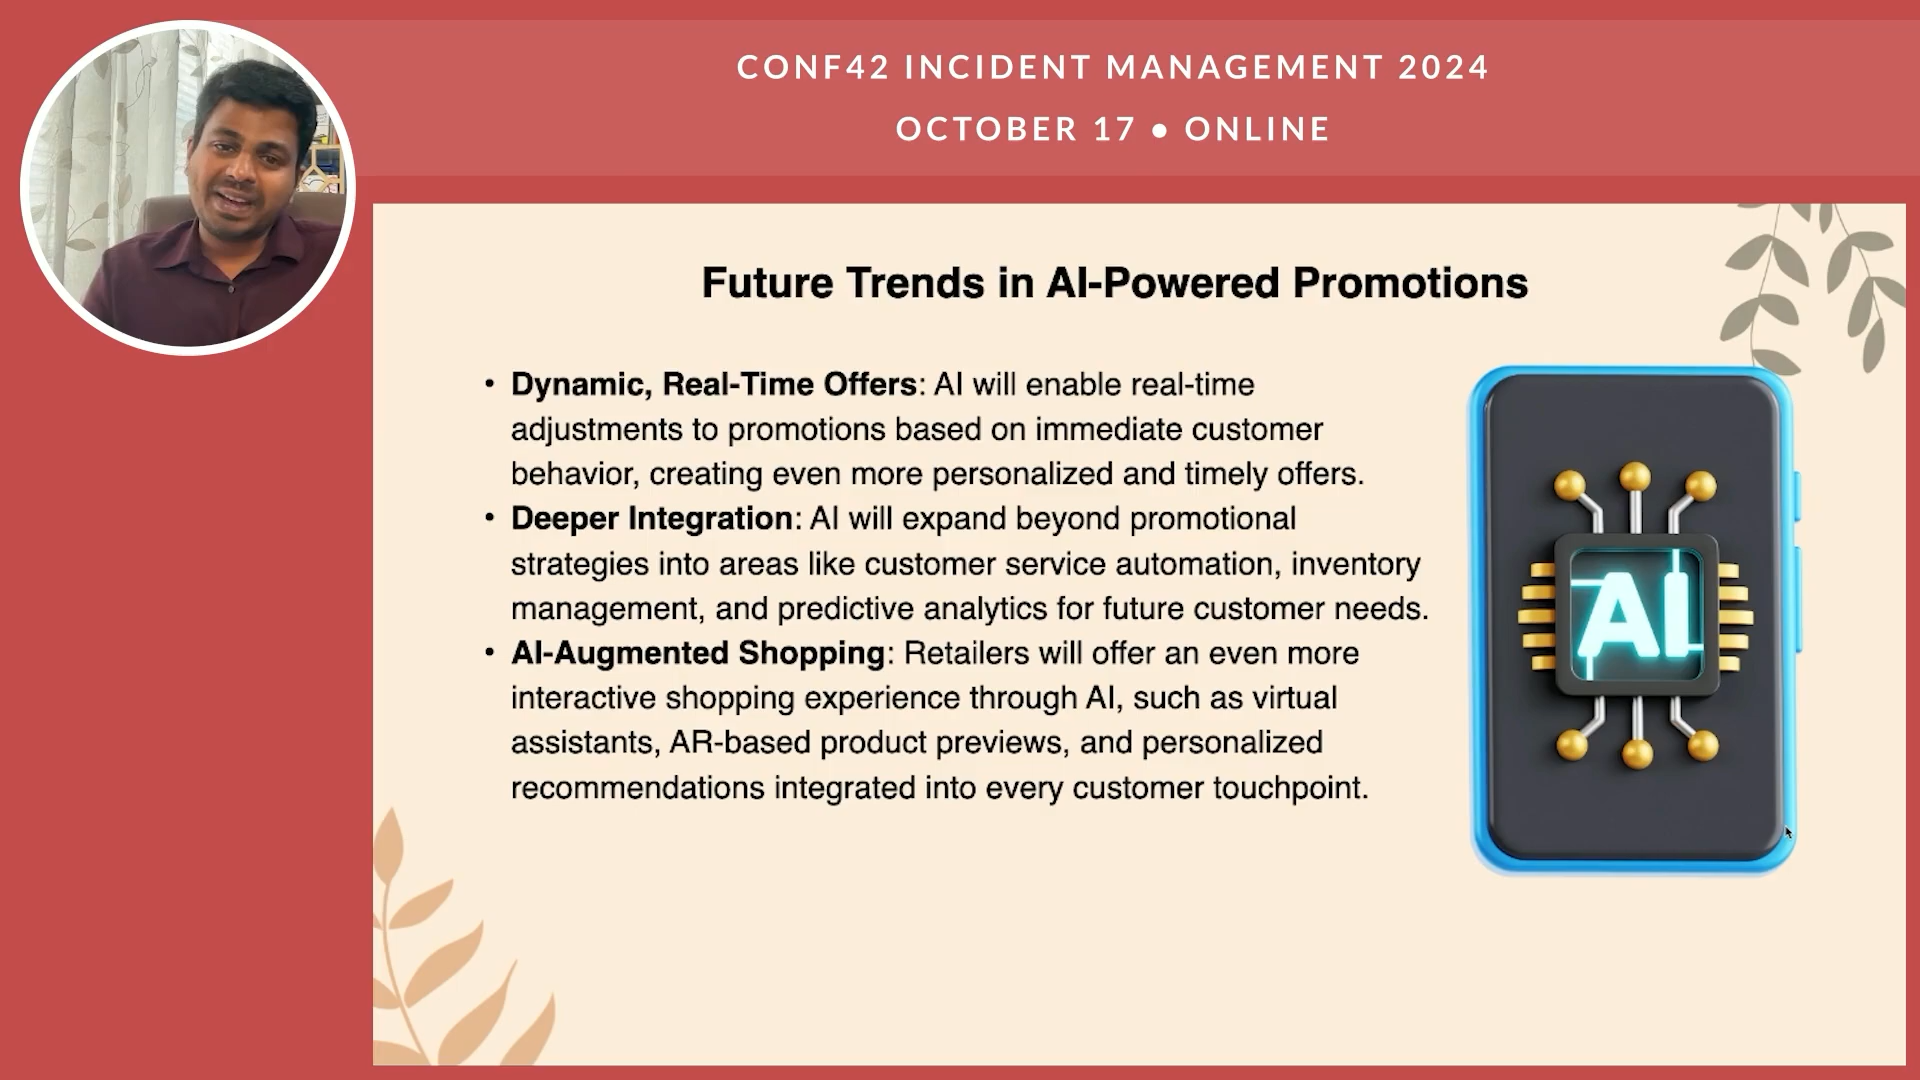 CONF42 INCIDENT MANAGEMENT 2024
OCTOBER 17 • ONLINE
Future Trends in AI-Powered Promotions
• Dynamic, Real-Time Offers: AI will enable real-time
adjustments to promotions based on immediate customer
behavior, creating even more personalized and timely offers.
• Deeper Integration: AI will expand beyond promotional
strategies into areas like customer service automation, inventory
management, and predictive analytics for future customer needs.
• AI-Augmented Shopping: Retailers will offer an even more
interactive shopping experience through AI, such as virtual
assistants, AR-based product previews, and personalized
recommendations integrated into every customer touchpoint.
AI